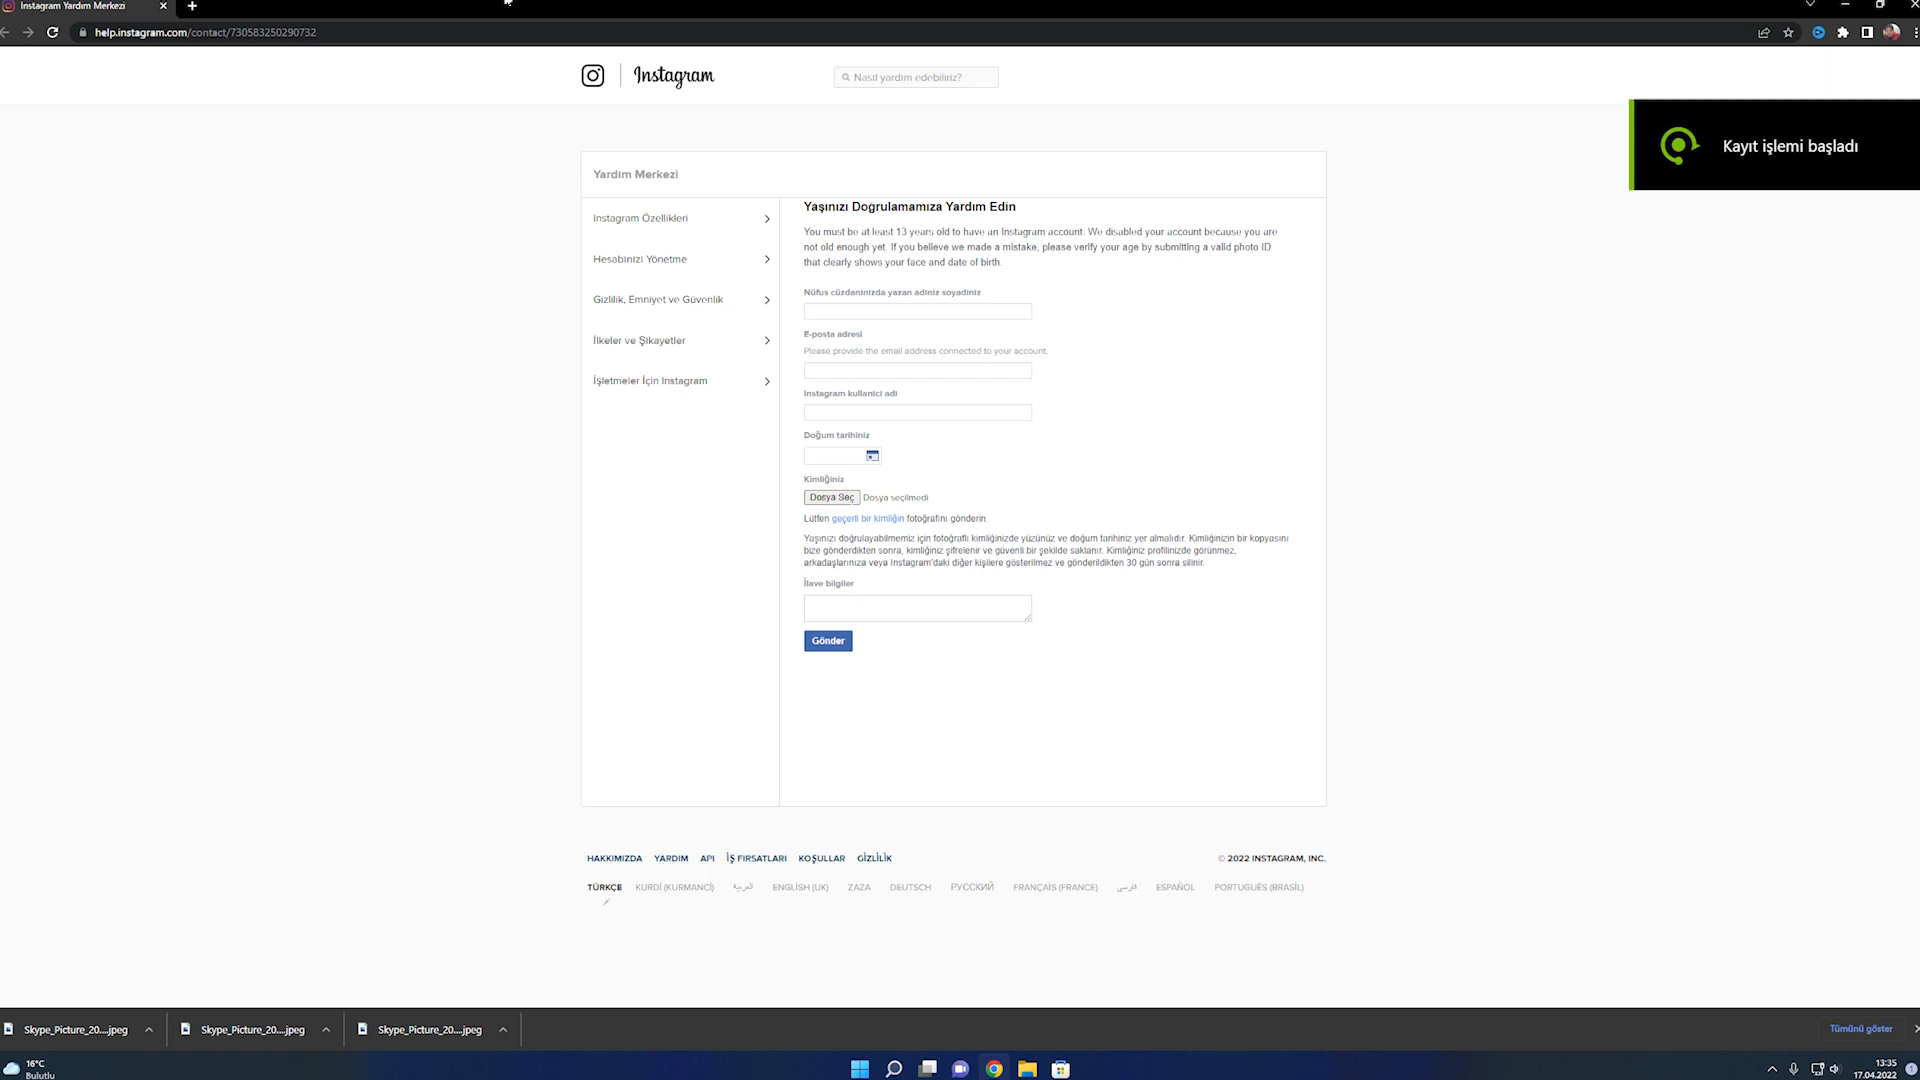 Instagram Yardım Merkezi
help.instagram.com/contact/730583250290732
Instagram
Nasıl yardım edebiliriz?
Kayıt işlemi başladı
Yardım Merkezi
Instagram Özellikleri
Hesabınızı Yönetme
Gizlilik, Emniyet ve Güvenlik
İlkeler ve Şikayetler
İşletmeler İçin Instagram
Yaşınızı Doğrulamamıza Yardım Edin
You must be at least 13 years old to have an Instagram account. We disabled your account because you are
not old enough yet. If you believe we made a mistake, please verify your age by submitting a valid photo ID
that clearly shows your face and date of birth.
Nüfus cüzdanınızda yazan adınız soyadınız
E-posta adresi
Please provide the email address connected to your account.
Instagram kullanıcı adı
Doğum tarihiniz
Kimliğiniz
Dosya Seç Dosya seçilmedi
Lütfen geçerli bir kimliğin fotoğrafını gönderin.
Yaşınızı doğrulayabilmemiz için fotoğraflı kimliğinizde yüzünüz ve doğum tarihiniz yer almalıdır. Kimliğinizin bir kopyasını
bize gönderdikten sonra, kimliğiniz şifrelenir ve güvenli bir şekilde saklanır. Kimliğiniz profilinizde görünmez,
arkadaşlarınıza veya Instagram'daki diğer kişilere gösterilmez ve gönderildikten 30 gün sonra silinir.
İlave bilgiler
Gönder
HAKKIMIZDA YARDIM API İŞ FIRSATLARI KOŞULLAR GİZLİLİK
© 2022 INSTAGRAM, INC.
TÜRKÇE KURDÎ (KURMANCÎ) العربية ENGLISH (UK) ZAZA DEUTSCH РУССКИЙ FRANÇAIS (FRANCE) فارسی ESPAÑOL PORTUGUÊS (BRASIL)
Skype_Picture_20....jpeg
Skype_Picture_20....jpeg
Skype_Picture_20....jpeg
Tümünü göster
16°C
Bulutlu
13:35
17.04.2022